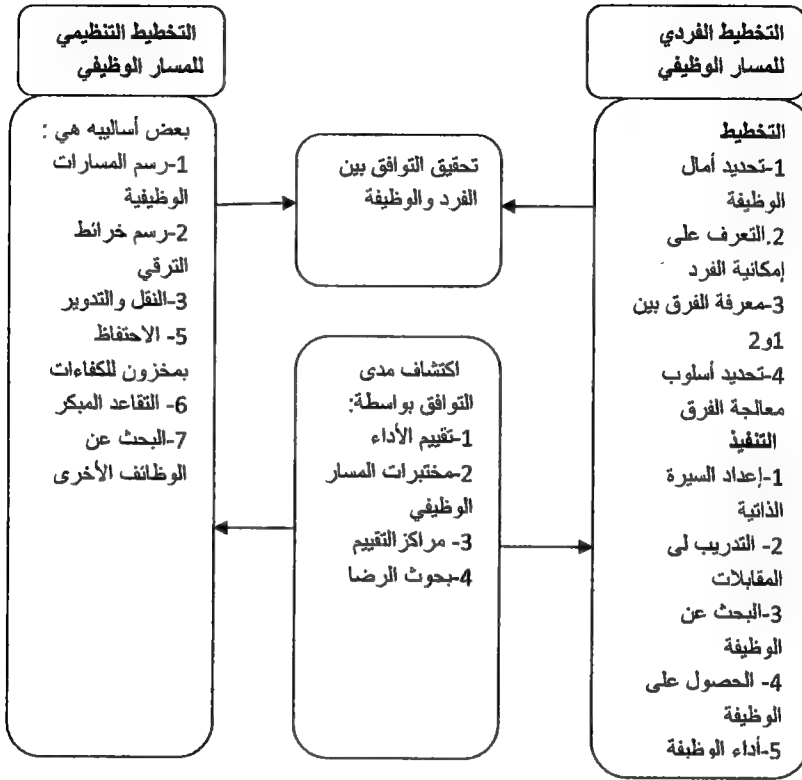 التخطيط الفردي
للمسار الوظيفي
التخطيط
1-تحديد أمال
الوظيفة
2.التعرف على
إمكانية الفرد
3-معرفة الفرق بين
1و2
4-تحديد أسلوب
معالجة الفرق
التنفيذ
1-إعداد السيرة
الذاتية
2- التدريب لى
المقابلات
3-البحث عن
الوظيفة
4- الحصول على
الوظيفة
5-أداء الوظيفة
تحقيق التوافق بين
الفرد والوظيفة
اكتشاف مدى
التوافق بواسطة:
1-تقييم الأداء
2-مختبرات المسار
الوظيفي
3- مراكز التقييم
4-بحوث الرضا
التخطيط التنظيمي
للمسار الوظيفي
بعض أساليبه هي :
1-رسم المسارات
الوظيفية
2-رسم خرائط
الترقي
3-النقل والتدوير
5- الاحتفاظ
بمخزون للكفاءات
6- التقاعد المبكر
7-البحث عن
الوظائف الأخرى